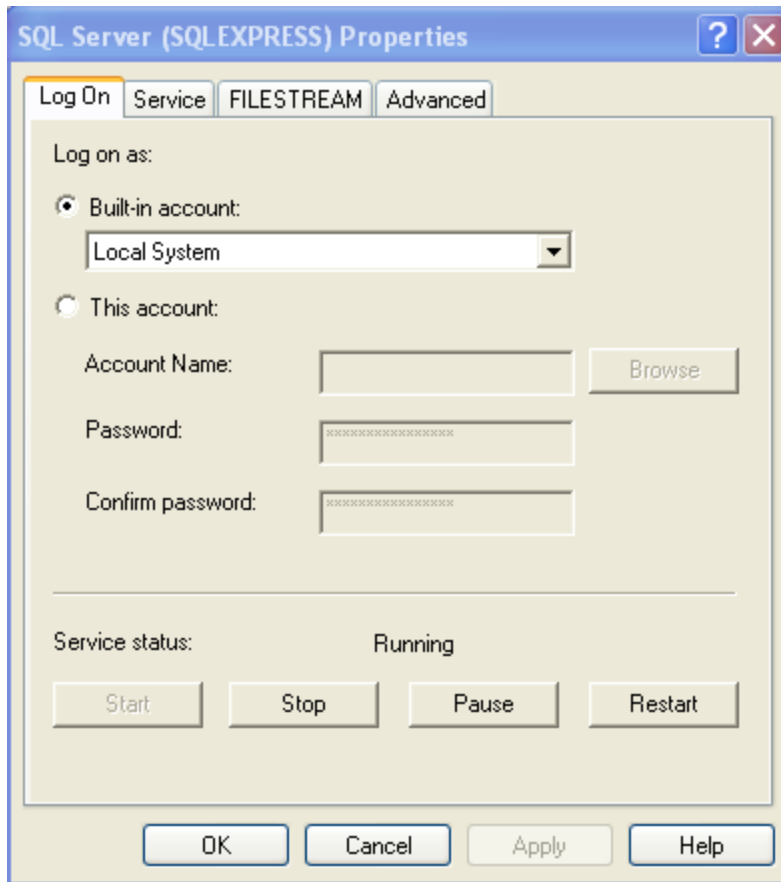 SQL Server (SQLEXPRESS) Properties
Log On Service FILESTREAM Advanced
Log on as:
Built-in account:
Local System
This account:
Account Name: Browse
Password: ****************
Confirm password: ****************
Service status: Running
Start Stop Pause Restart
OK Cancel Apply Help